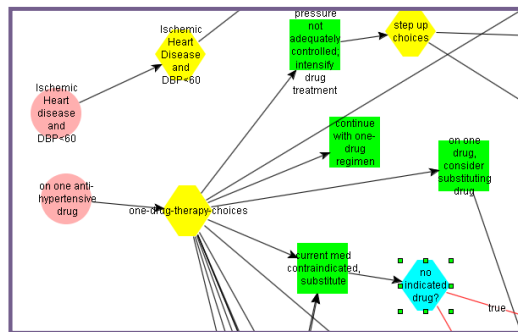 Ischemic
Heart
Disease
and
DBP<60
pressure
not
adequately
controlled;
intensify
drug
treatment
step up
choices
Ischemic
Heart
disease
and
DBP<60
continue
with one-
drug
regimen
on one
drug,
consider
substituting
drug
on one anti-
hypertensive
drug
one-drug-therapy-choices
current med
contraindicated,
substitute
no
indicated
drug?
true